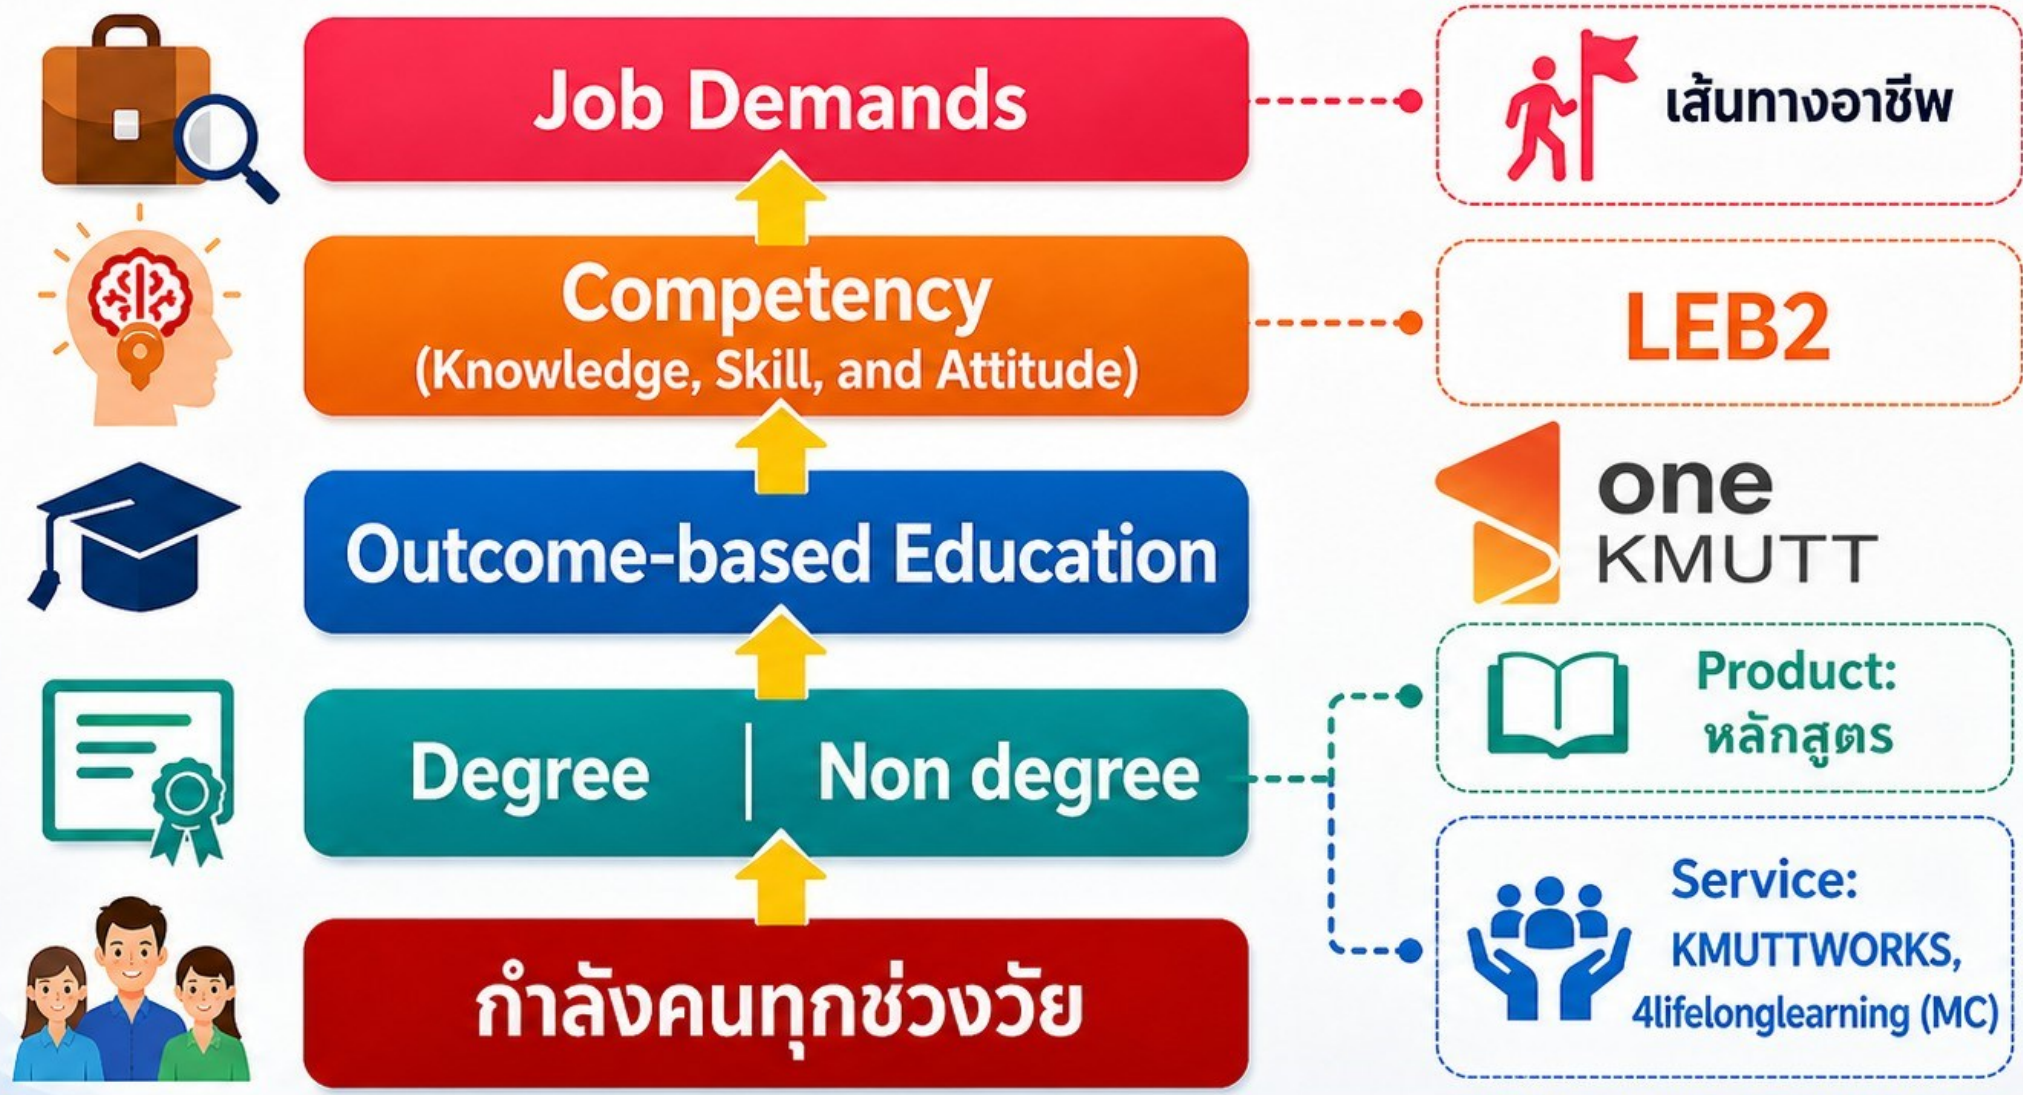 Job Demands
เส้นทางอาชีพ
Competency
(Knowledge, Skill, and Attitude)
LEB2
Outcome-based Education
one
KMUTT
Degree | Non degree
Product:
หลักสูตร
กำลังคนทุกช่วงวัย
Service:
KMUTTWORKS,
4lifelonglearning (MC)